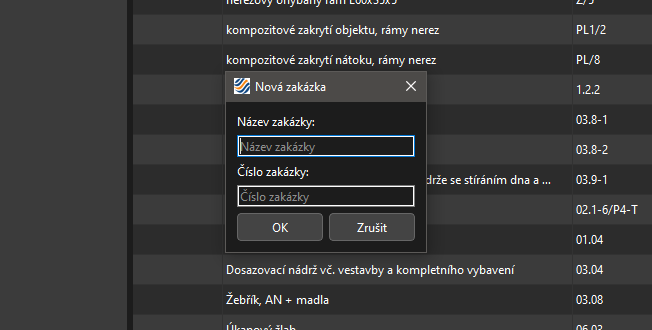 nerezový ohýbaný rám L60x35x5 Z/5
kompozitové zakrytí objektu, rámy nerez PL1/2
kompozitové zakrytí nátoku, rámy nerez PL/8
Nová zakázka
1.2.2
Název zakázky:
03.8-1
Název zakázky
03.8-2
Číslo zakázky:
drže se stíráním dna a ... 03.9-1
Číslo zakázky
02.1-6/P4-T
OK Zrušit
01.04
Dosazovací nádrž vč. vestavby a kompletního vybavení 03.04
Žebřík, AN + madla 03.08
Úkapový žlab 06.03